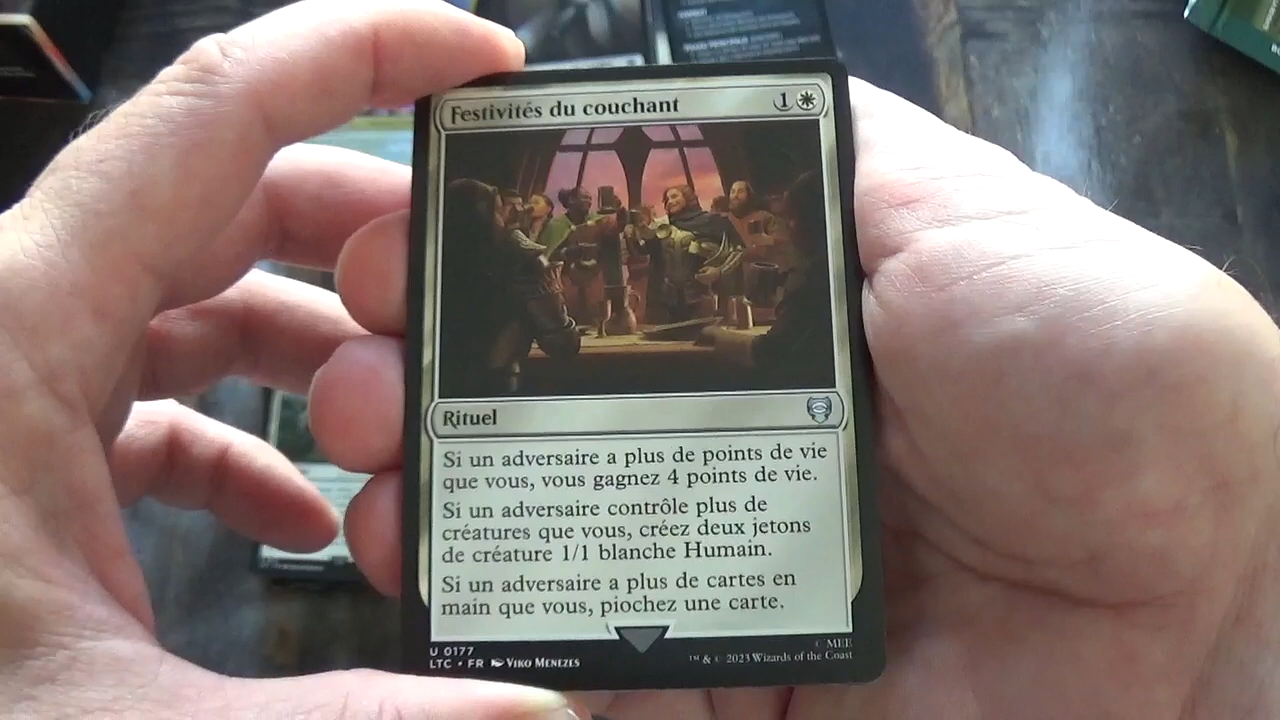 Festivités du couchant 1
Rituel
Si un adversaire a plus de points de vie
que vous, vous gagnez 4 points de vie.
Si un adversaire contrôle plus de
créatures que vous, créez deux jetons
de créature 1/1 blanche Humain.
Si un adversaire a plus de cartes en
main que vous, piochez une carte.
U 0177
LTC • FR Viko Menezes
© MEE
™ & © 2023 Wizards of the Coast